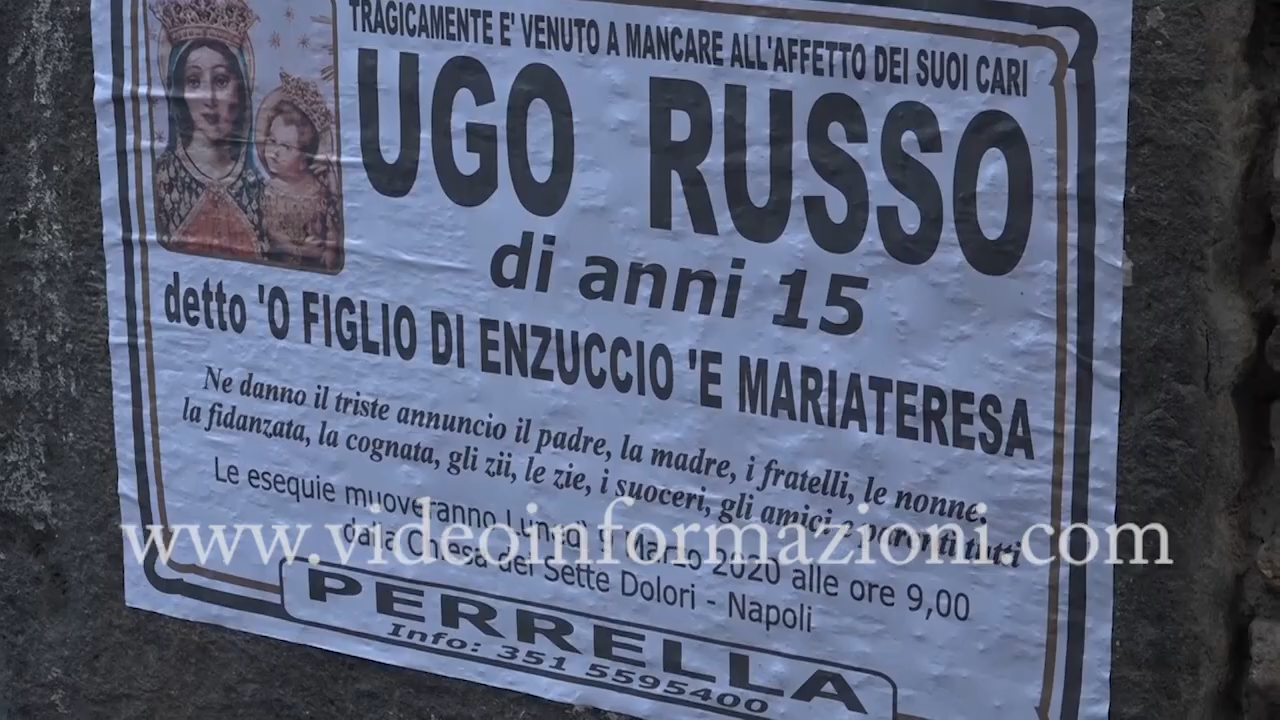 TRAGICAMENTE E' VENUTO A MANCARE ALL'AFFETTO DEI SUOI CARI
UGO RUSSO
di anni 15
detto 'O FIGLIO DI ENZUCCIO 'E MARIATERESA
Ne danno il triste annuncio il padre, la madre, i fratelli, le nonne,
la fidanzata, la cognata, gli zii, le zie, i suoceri, gli amici e parenti tutti
Le esequie muoveranno Lunedì 9 Marzo 2020 alle ore 9,00
dalla Chiesa dei Sette Dolori - Napoli
www.videoinformazioni.com
PERRELLA
Info: 351 5595400